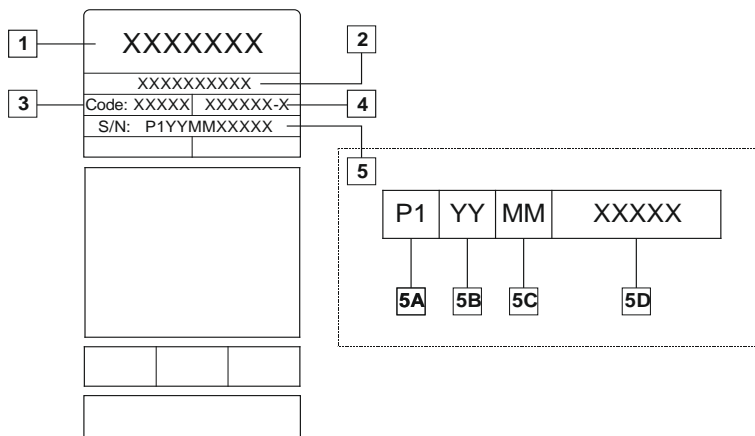 1 XXXXXXX 2
XXXXXXXXXX
3 Code: XXXXX XXXXXX-X 4
S/N: P1YYMMXXXXX
5
P1 YY MM XXXXX
5A 5B 5C 5D